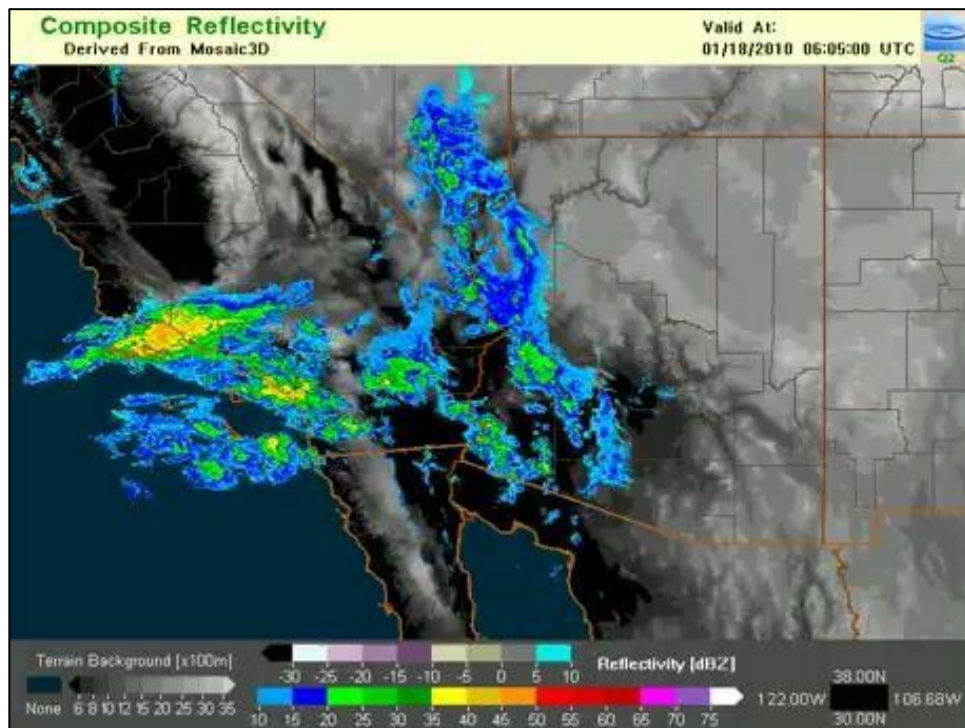 Composite Reflectivity
Derived From Mosaic3D
Valid At:
01/18/2010 06:05:00 UTC
Q2
Terrain Background [x100m]
None
6 8 10 12 15 20 25 30 35
-30 -25 -20 -15 -10 -5 0 5 10
Reflectivity [dBZ]
10 15 20 25 30 35 40 45 50 55 60 65 70 75
38.00N
122.00W
106.68W
30.00N